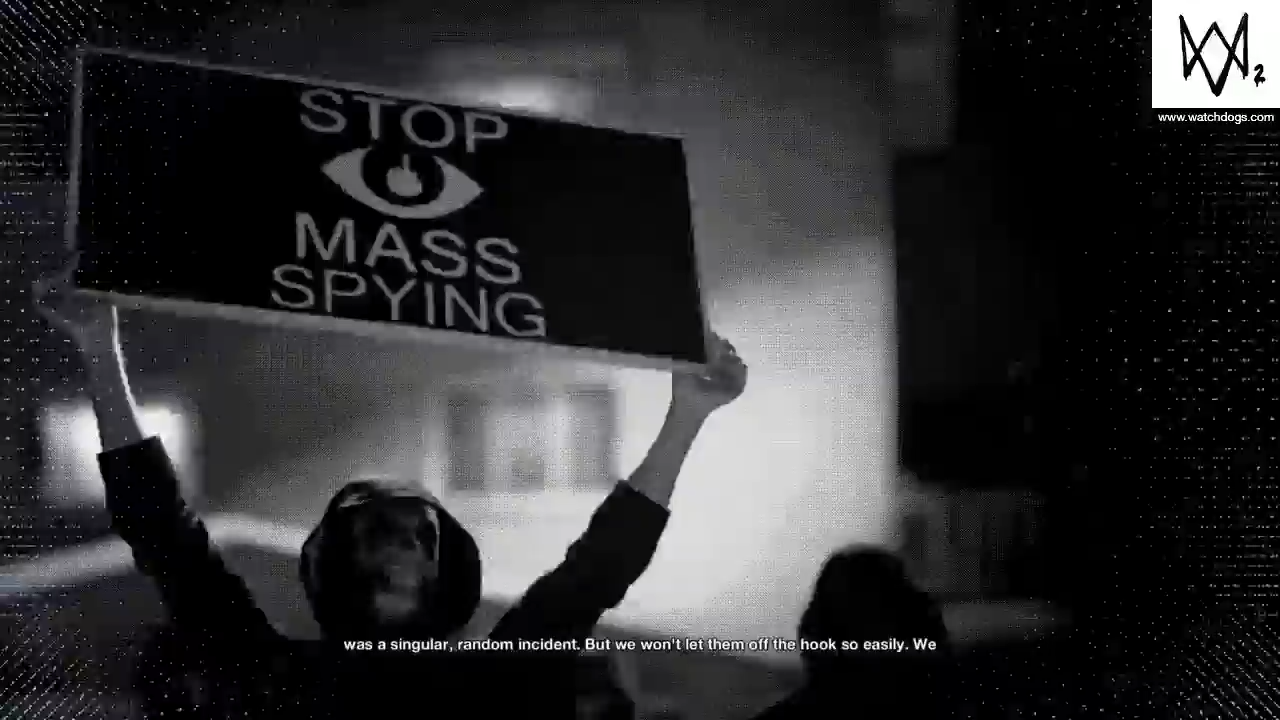 STOP
MASS
SPYING
2
www.watchdogs.com
was a singular, random incident. But we won't let them off the hook so easily. We